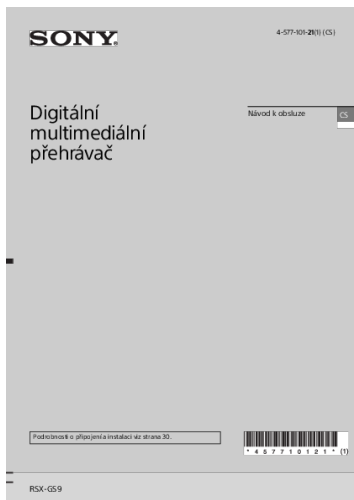 SONY
4-577-101-21(1) (CS)
Digitální
multimediální
přehrávač
Návod k obsluze
CS
Podrobnosti o připojení a instalaci viz strana 30.
* 4 5 7 7 1 0 1 2 1 * (1)
RSX-GS9